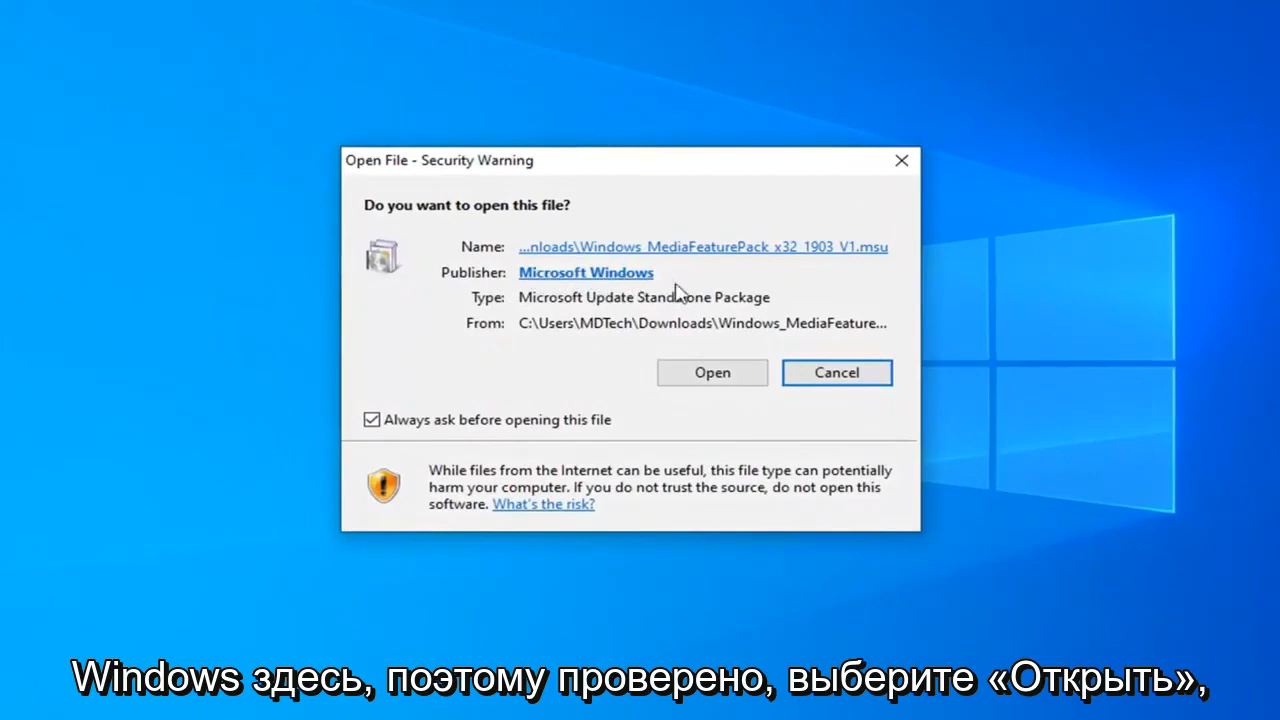 Open File - Security Warning
Do you want to open this file?
Name: ...nloads\Windows_MediaFeaturePack_x32_1903_V1.msu
Publisher: Microsoft Windows
Type: Microsoft Update Standalone Package
From: C:\Users\MDTech\Downloads\Windows_MediaFeature...
Open Cancel
Always ask before opening this file
While files from the Internet can be useful, this file type can potentially
harm your computer. If you do not trust the source, do not open this
software. What's the risk?
Windows здесь, поэтому проверено, выберите «Открыть»,